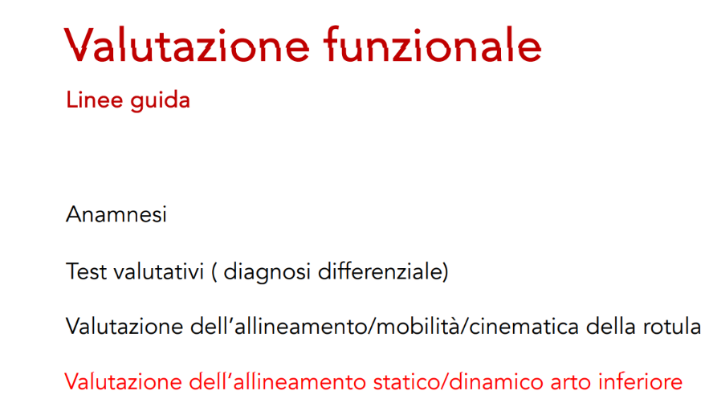 Valutazione funzionale
Linee guida
Anamnesi
Test valutativi ( diagnosi differenziale)
Valutazione dell'allineamento/mobilità/cinematica della rotula
Valutazione dell'allineamento statico/dinamico arto inferiore